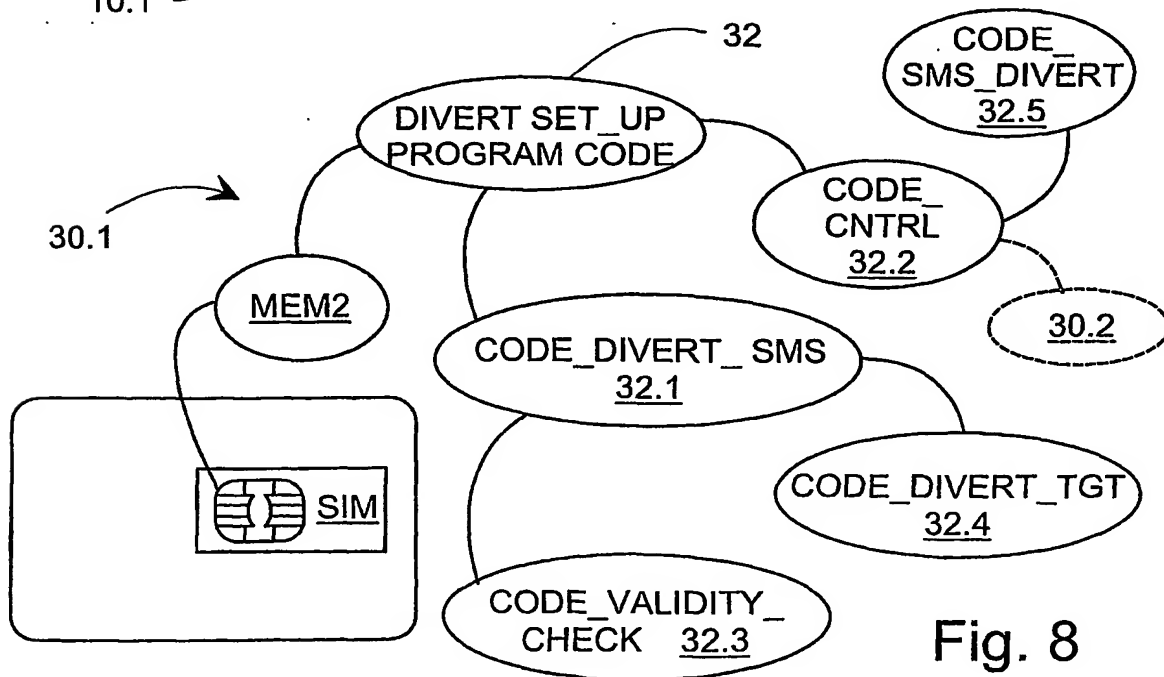 10.1
32
CODE_
SMS_DIVERT
32.5
DIVERT SET_UP
PROGRAM CODE
CODE_
CNTRL
32.2
30.1
MEM2
30.2
CODE_DIVERT_ SMS
32.1
SIM
CODE_DIVERT_TGT
32.4
CODE_VALIDITY_
CHECK 32.3
Fig. 8